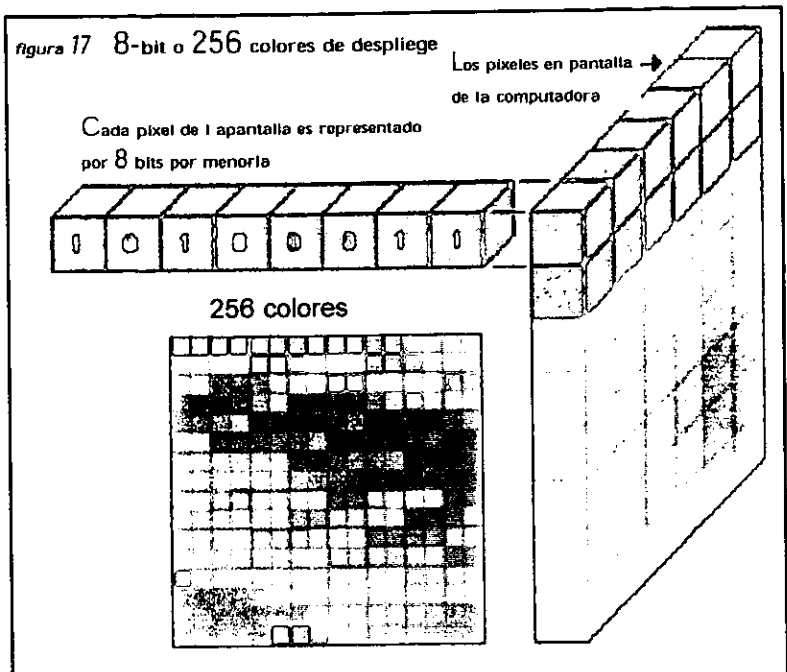 figura 17 8-bit o 256 colores de despliege
Los pixeles en pantalla
de la computadora
Cada pixel de l apantalla es representado
por 8 bits por menoria
1 0 1 0 0 0 1 1
256 colores